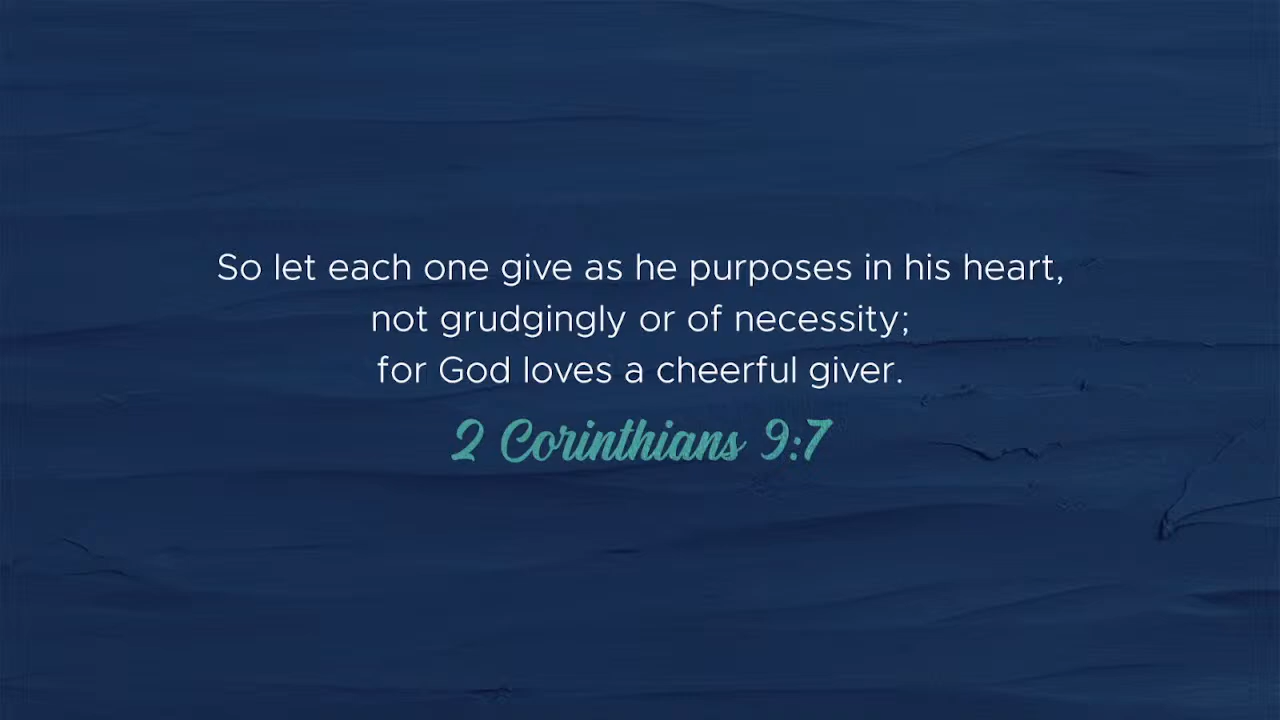 So let each one give as he purposes in his heart,
not grudgingly or of necessity;
for God loves a cheerful giver.
2 Corinthians 9:7